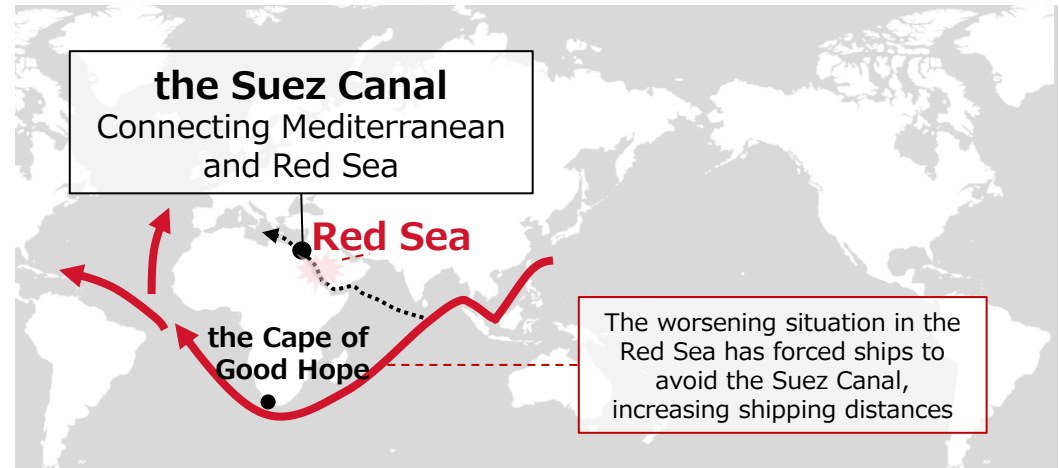 the Suez Canal
Connecting Mediterranean
and Red Sea
Red Sea
the Cape of
Good Hope
The worsening situation in the
Red Sea has forced ships to
avoid the Suez Canal,
increasing shipping distances